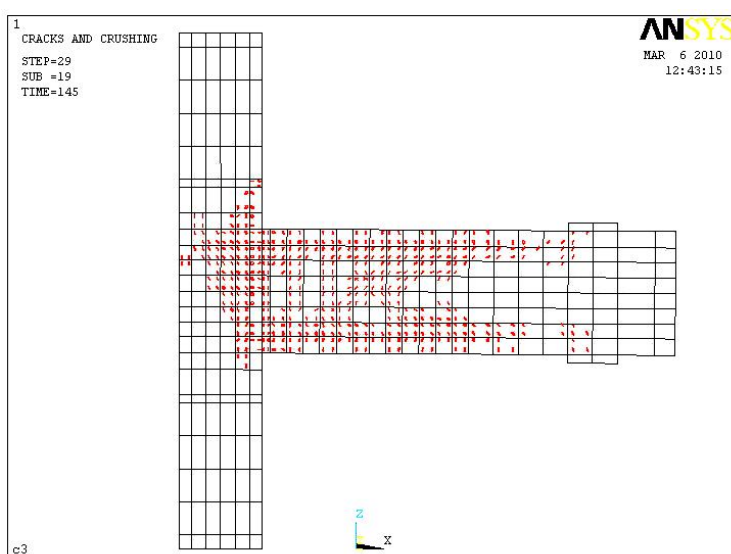 1
CRACKS AND CRUSHING
STEP=29
SUB =19
TIME=145
ANSYS
MAR 6 2010
12:43:15
Z
X
c3